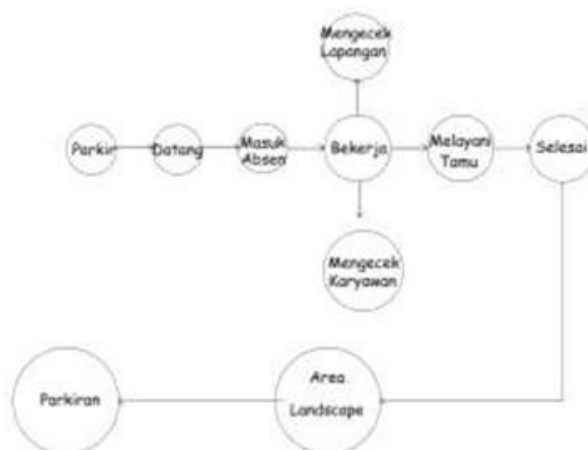 Mengecek
Lapangan
Parkir
Datang
Masuk
Absen
Bekerja
Melayani
Tamu
Selesai
Mengecek
Karyawan
Parkiran
Area
Landscape